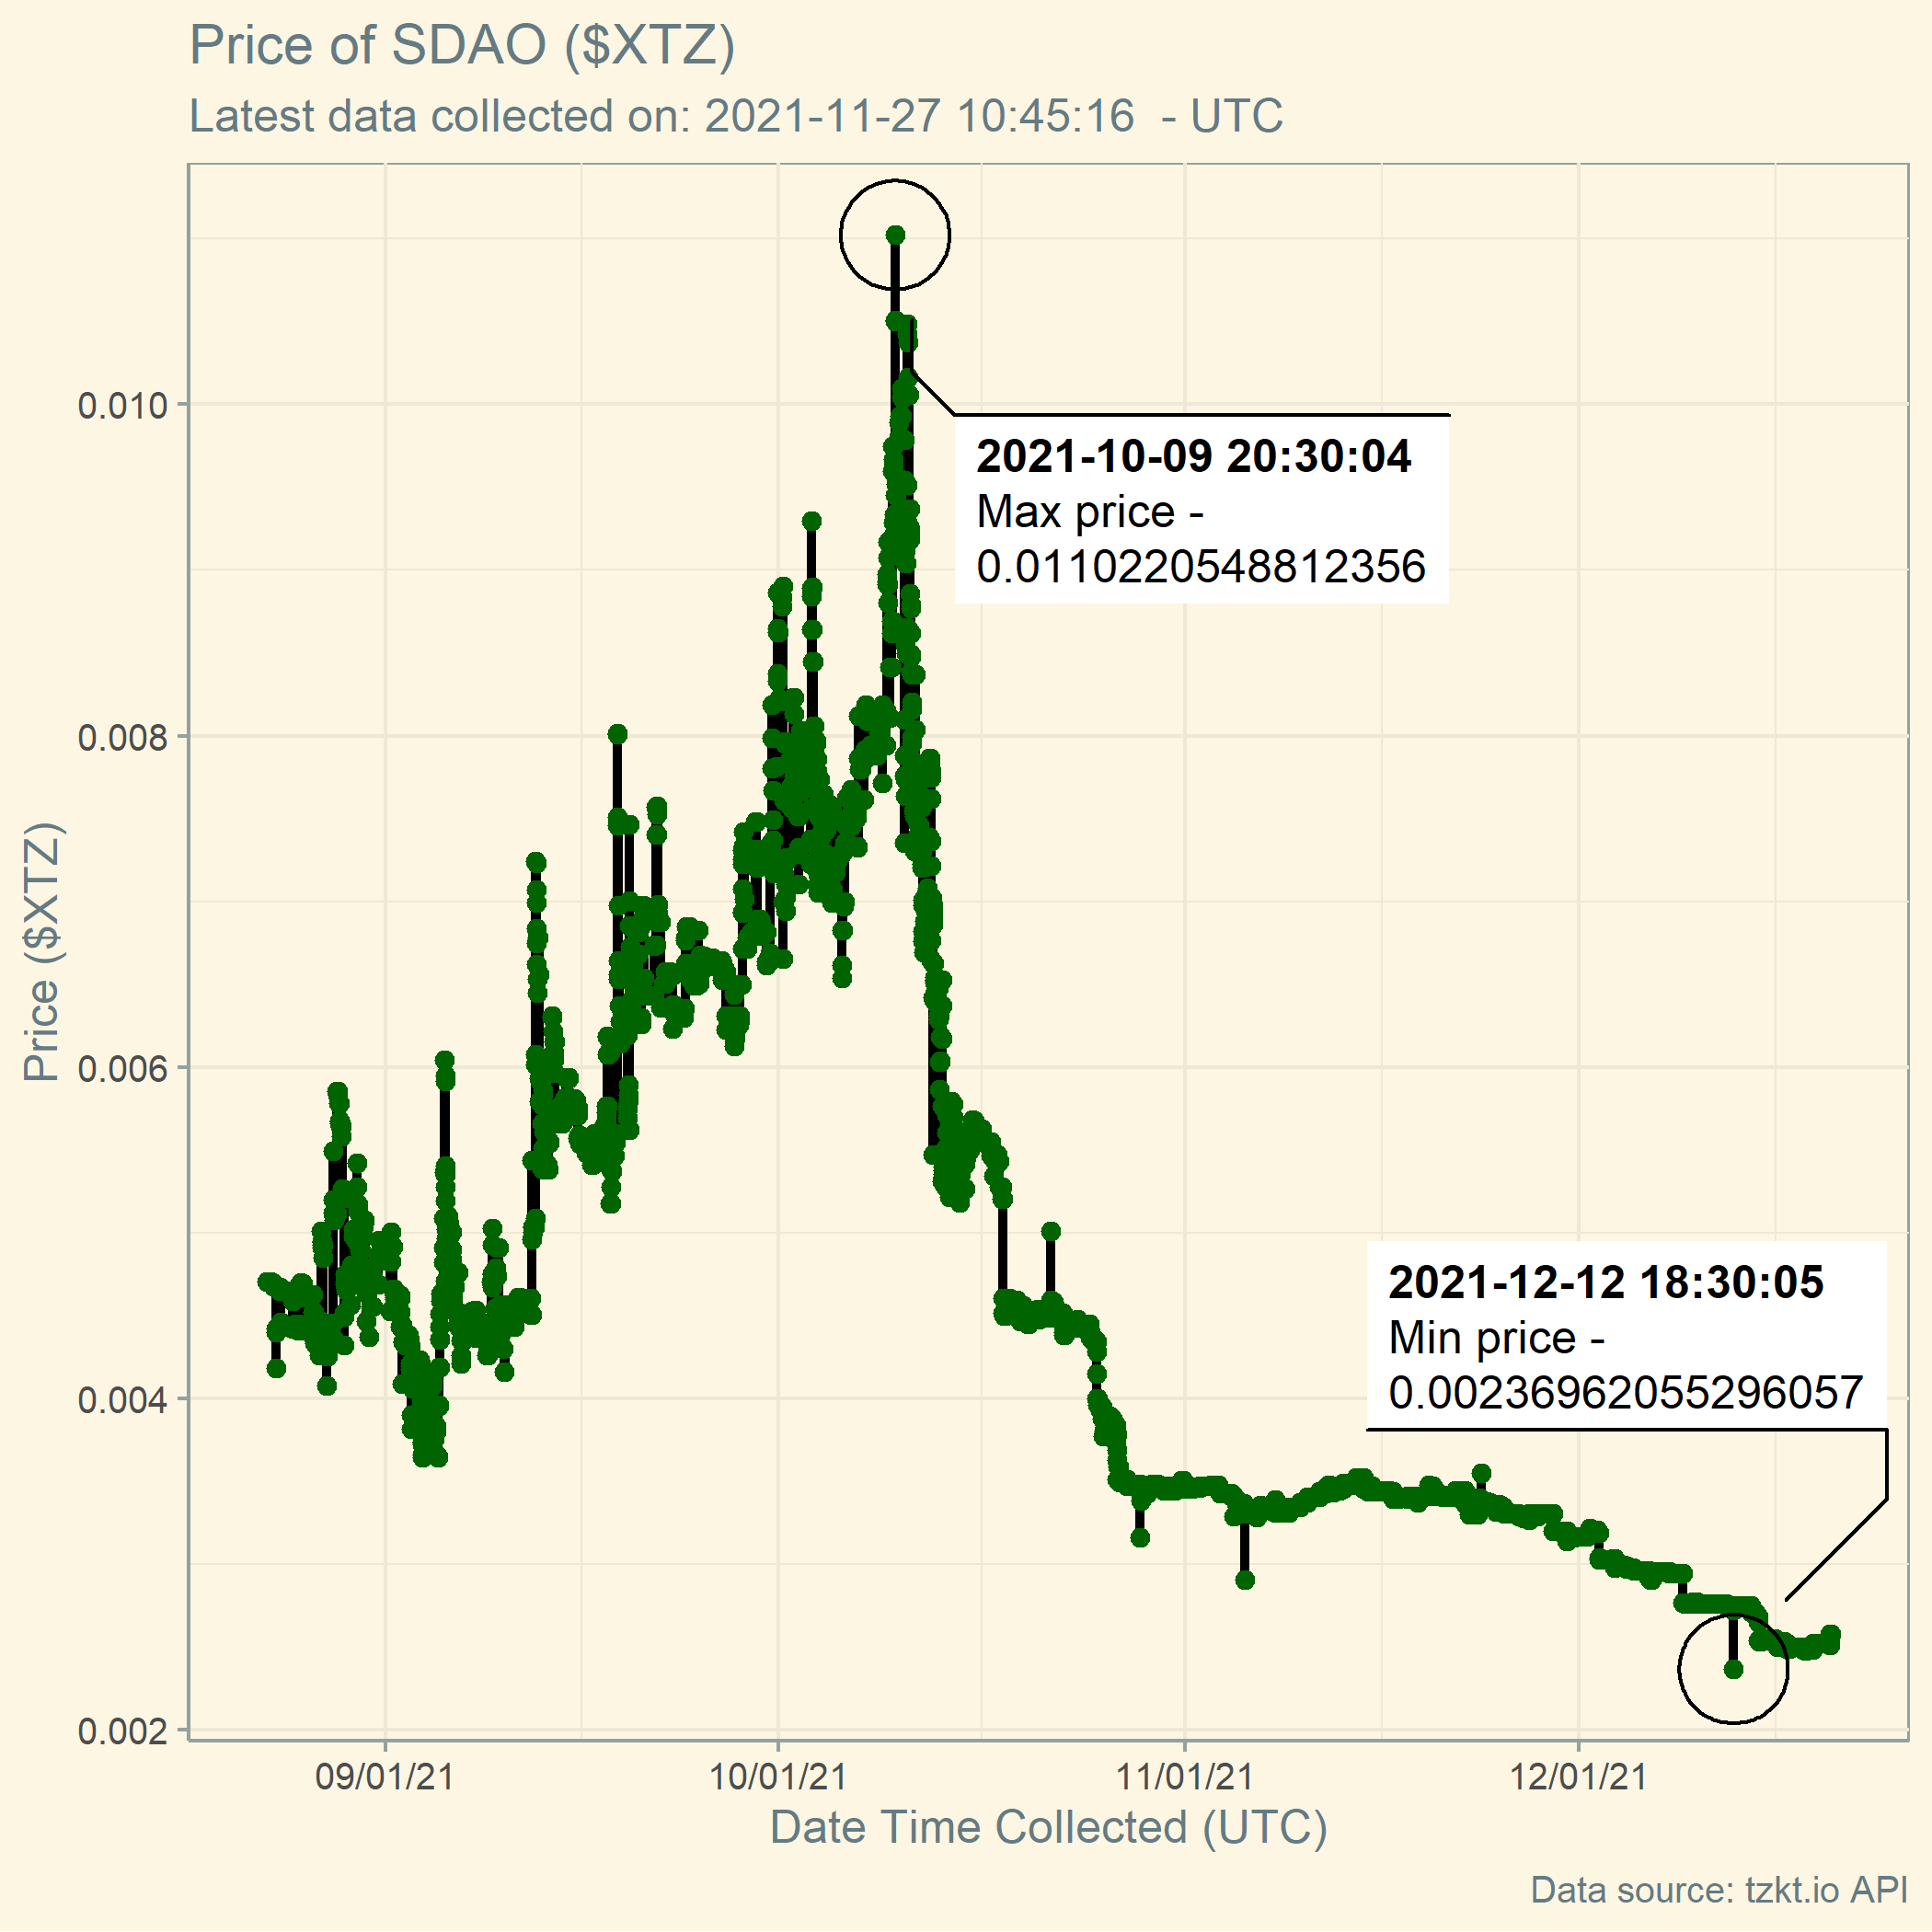 Price of SDAO ($XTZ)
Latest data collected on: 2021-11-27 10:45:16  - UTC
Price ($XTZ)
0.010
0.008
0.006
0.004
0.002
2021-10-09 20:30:04
Max price -
0.0110220548812356
2021-12-12 18:30:05
Min price -
0.00236962055296057
09/01/21
10/01/21
11/01/21
12/01/21
Date Time Collected (UTC)
Data source: tzkt.io API